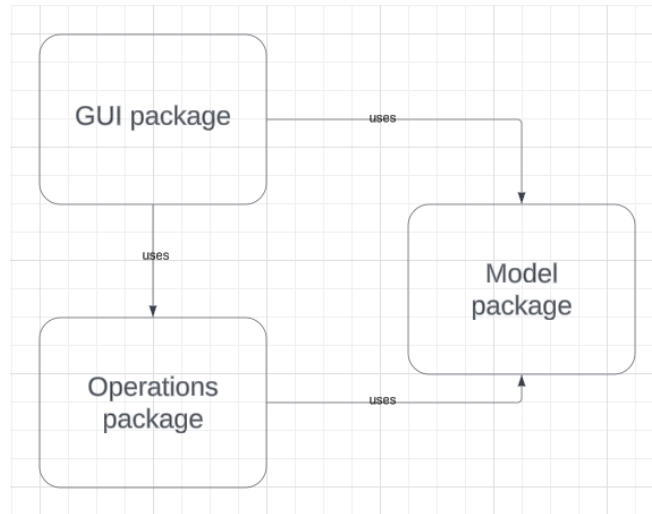 GUI package
uses
uses
Model
package
Operations
package
uses